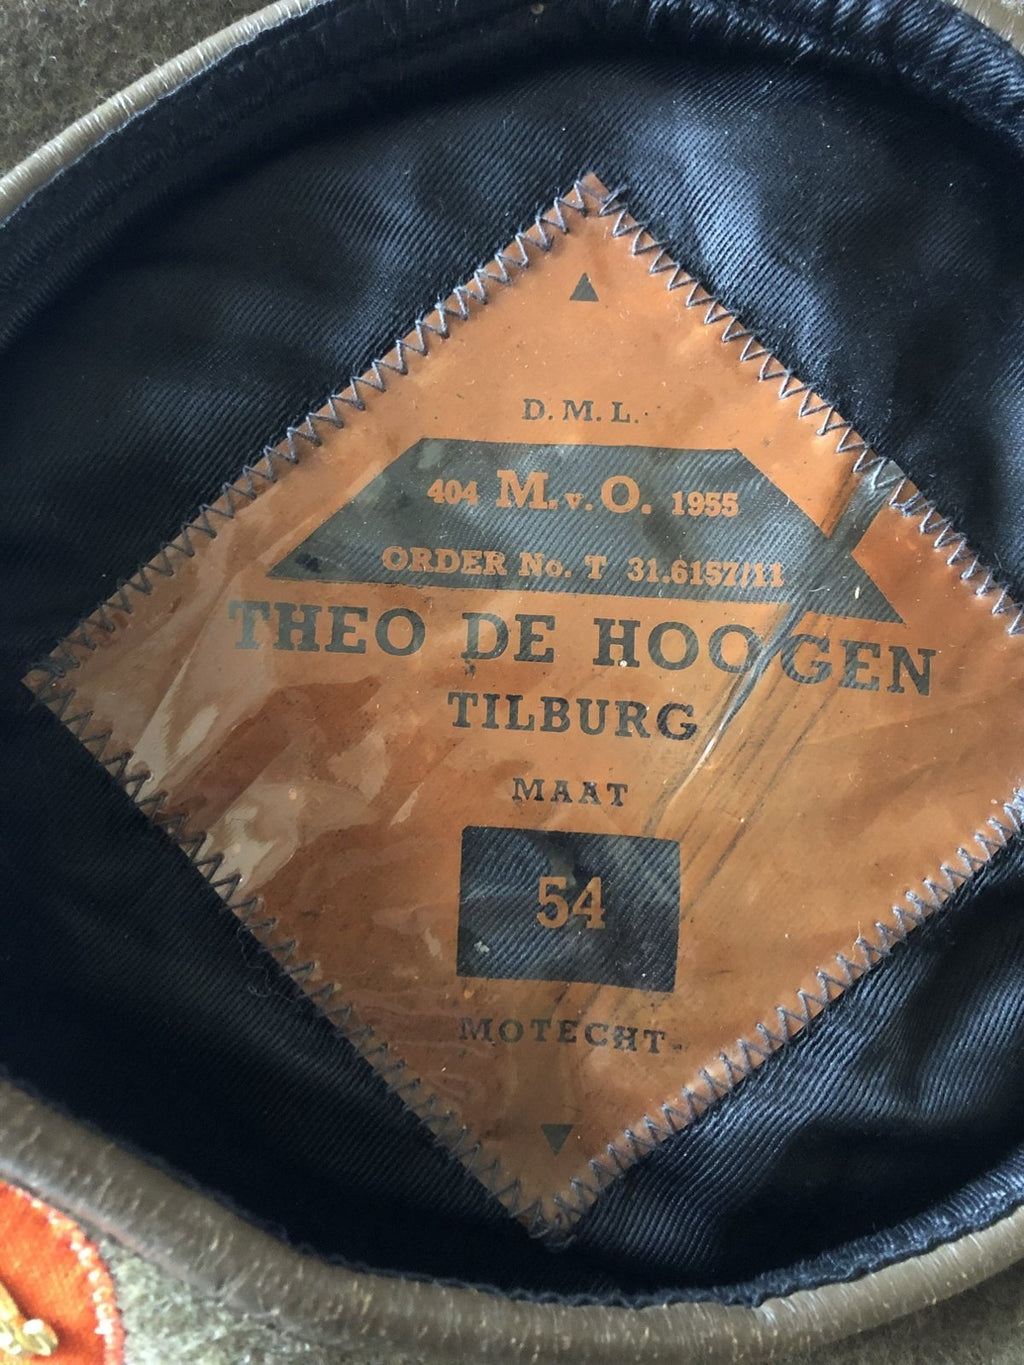 D. M. L.
404 M. v. O. 1955
ORDER No. T 31.6157/11
THEO DE HOOGEN
TILBURG
MAAT
54
MOTECHT